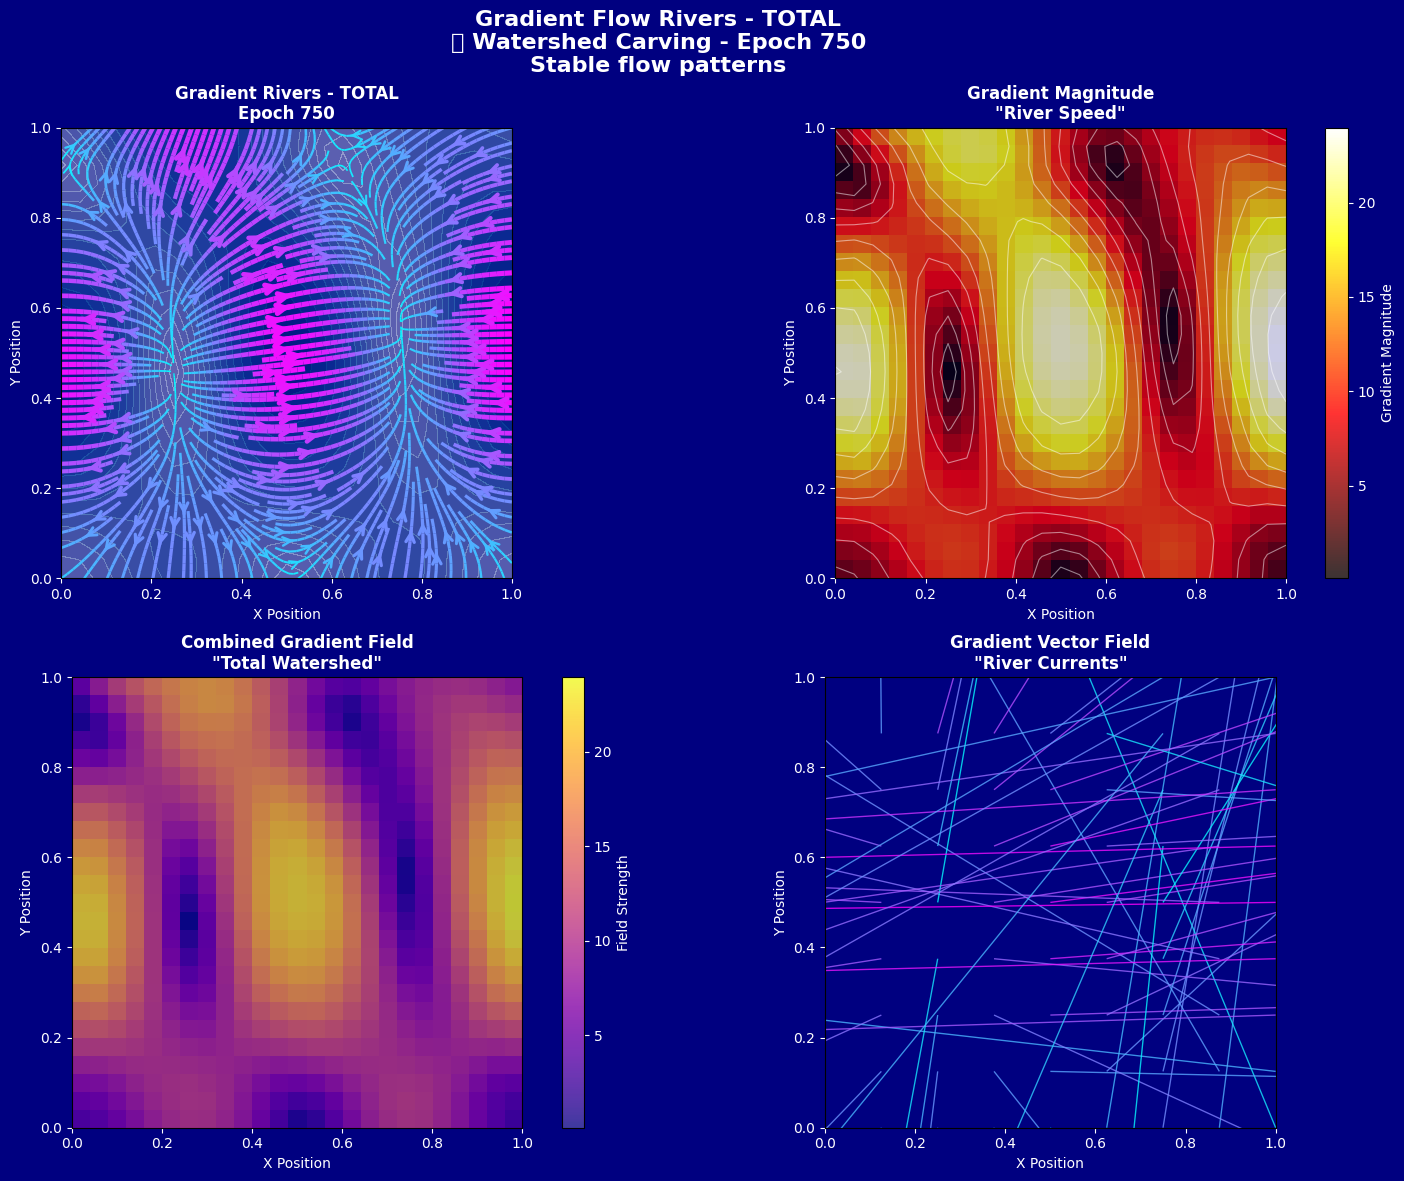 Gradient Flow Rivers - TOTAL
▯ Watershed Carving - Epoch 750
Stable flow patterns
Gradient Rivers - TOTAL
Epoch 750
1.0
0.8
0.6
0.4
0.2
0.0
Y Position
0.0 0.2 0.4 0.6 0.8 1.0
X Position
Gradient Magnitude
"River Speed"
1.0
0.8
0.6
0.4
0.2
0.0
Y Position
0.0 0.2 0.4 0.6 0.8 1.0
X Position
20
15
10
5
Gradient Magnitude
Combined Gradient Field
"Total Watershed"
1.0
0.8
0.6
0.4
0.2
0.0
Y Position
0.0 0.2 0.4 0.6 0.8 1.0
X Position
20
15
10
5
Field Strength
Gradient Vector Field
"River Currents"
1.0
0.8
0.6
0.4
0.2
0.0
Y Position
0.0 0.2 0.4 0.6 0.8 1.0
X Position